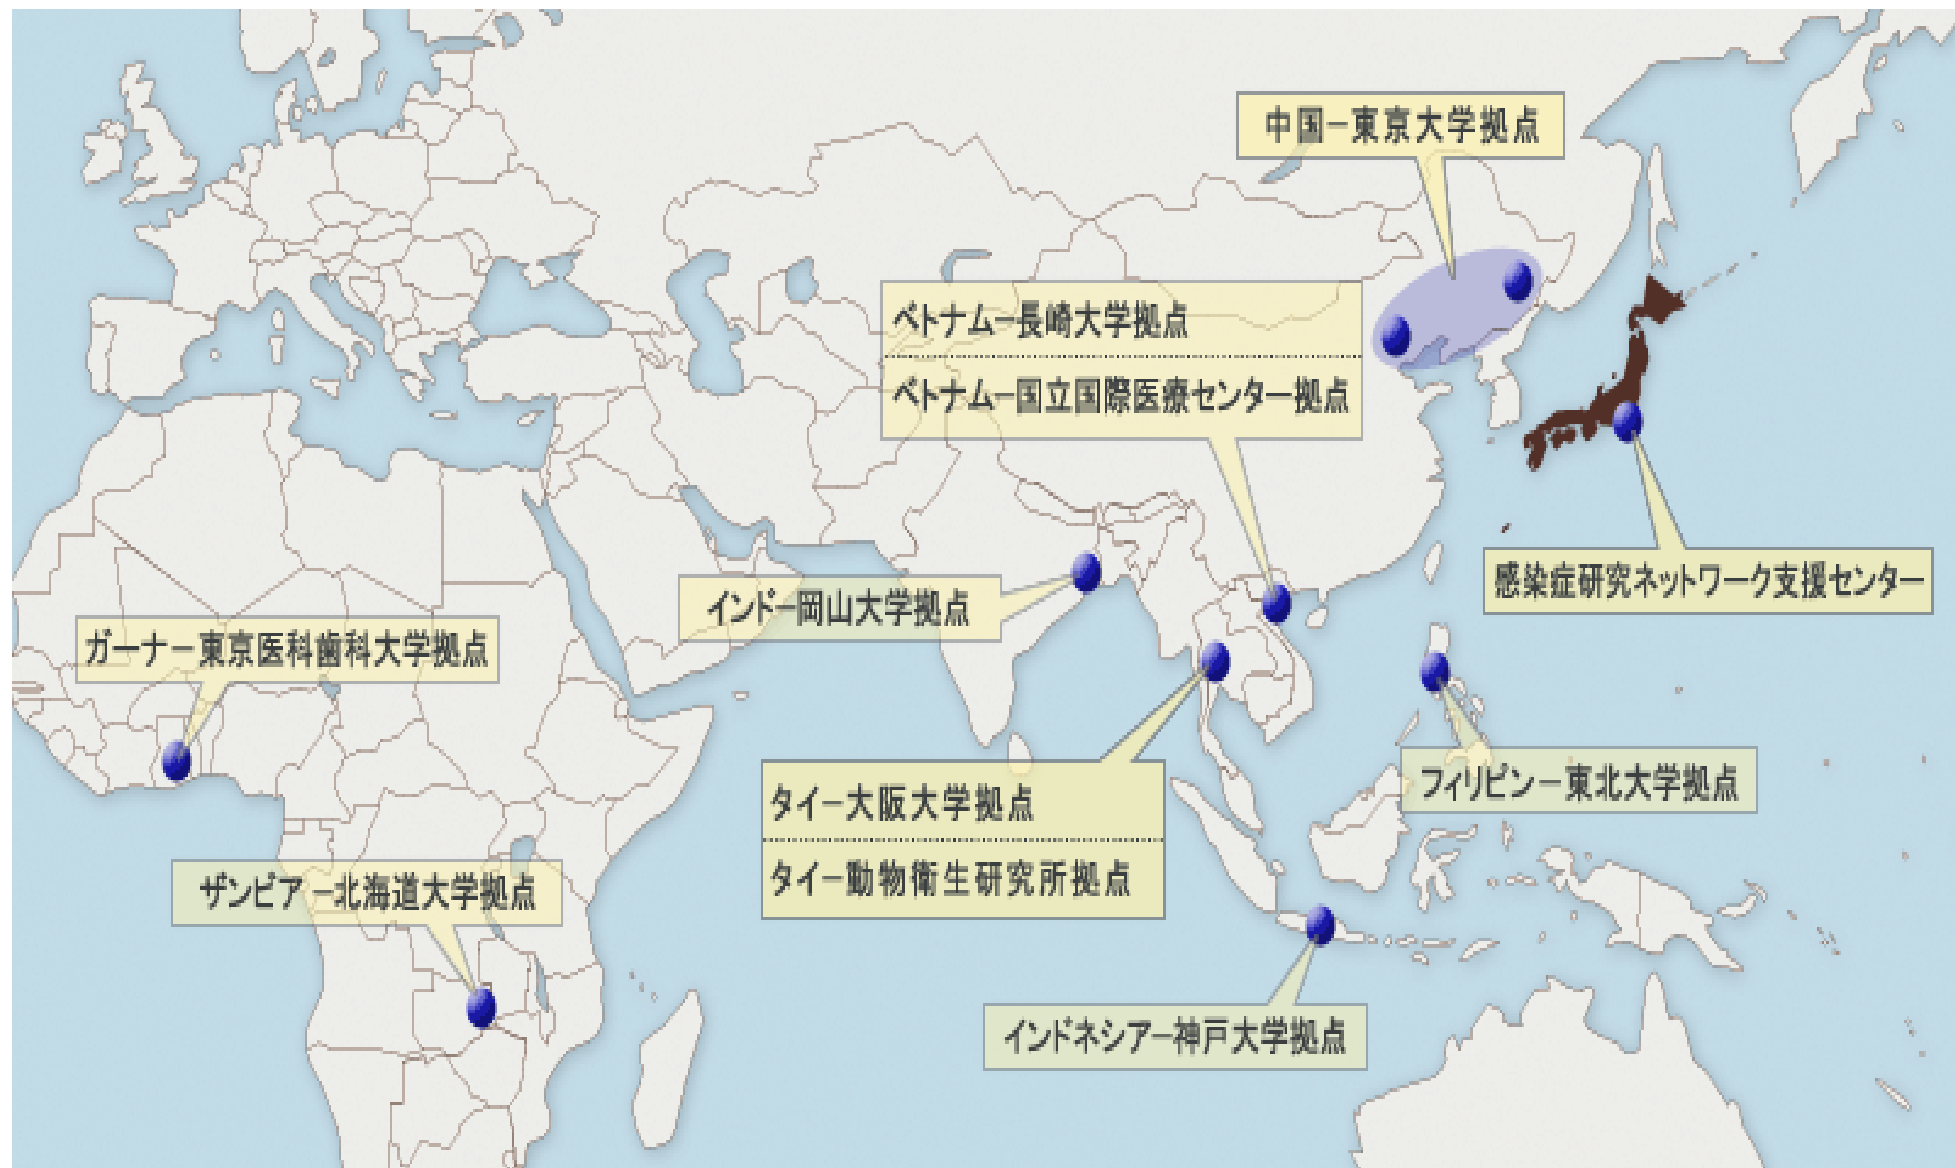 中国－東京大学拠点
ベトナム－長崎大学拠点
ベトナム－国立国際医療センター拠点
感染症研究ネットワーク支援センター
インド－岡山大学拠点
ガーナ－東京医科歯科大学拠点
フィリピン－東北大学拠点
タイ－大阪大学拠点
タイ－動物衛生研究所拠点
ザンビア－北海道大学拠点
インドネシア－神戸大学拠点